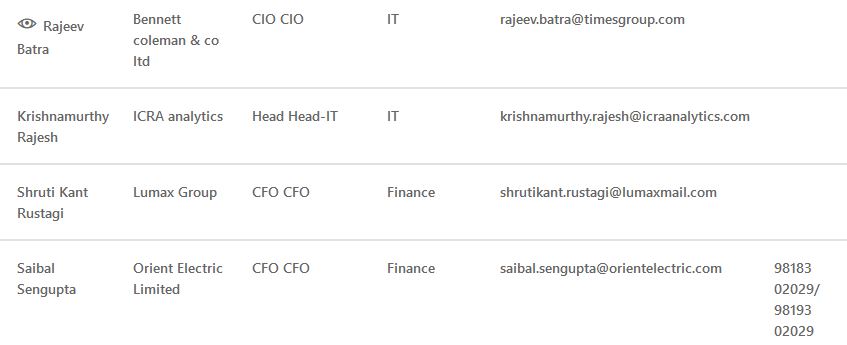 Rajeev Batra Bennett coleman & co ltd CIO CIO IT rajeev.batra@timesgroup.com
Krishnamurthy Rajesh ICRA analytics Head Head-IT IT krishnamurthy.rajesh@icraanalytics.com
Shruti Kant Rustagi Lumax Group CFO CFO Finance shrutikant.rustagi@lumaxmail.com
Saibal Sengupta Orient Electric Limited CFO CFO Finance saibal.sengupta@orientelectric.com 98183 02029/ 98193 02029